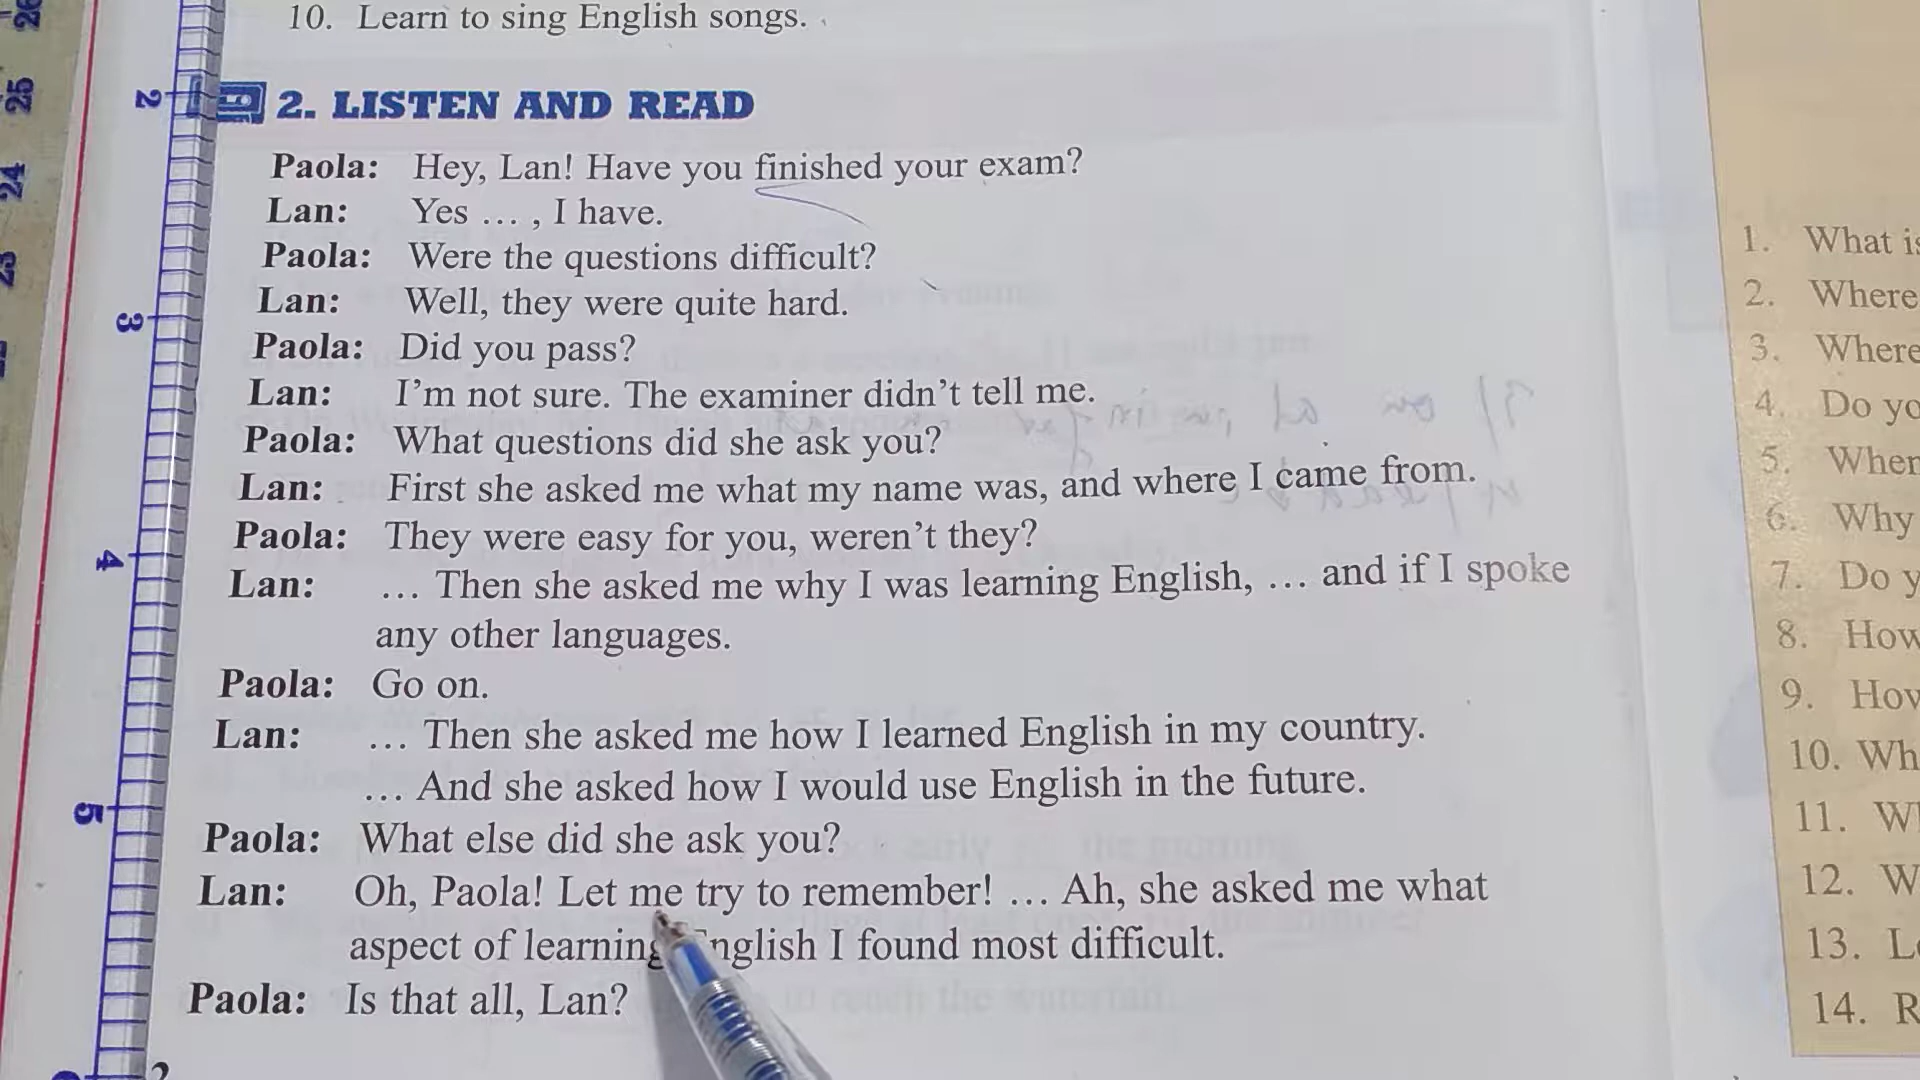 10. Learn to sing English songs.
2. LISTEN AND READ
Paola: Hey, Lan! Have you finished your exam?
Lan: Yes … , I have.
Paola: Were the questions difficult?
Lan: Well, they were quite hard.
Paola: Did you pass?
Lan: I'm not sure. The examiner didn't tell me.
Paola: What questions did she ask you?
Lan: First she asked me what my name was, and where I came from.
Paola: They were easy for you, weren't they?
Lan: … Then she asked me why I was learning English, … and if I spoke
any other languages.
Paola: Go on.
Lan: … Then she asked me how I learned English in my country.
… And she asked how I would use English in the future.
Paola: What else did she ask you?
Lan: Oh, Paola! Let me try to remember! … Ah, she asked me what
aspect of learning English I found most difficult.
Paola: Is that all, Lan?
25
24
23
2
3
4
5
1. What
2. Where
3. Where
4. Do
5.
6. Why
7. Do
8. How
9.
10.
11.
12.
13.
14.